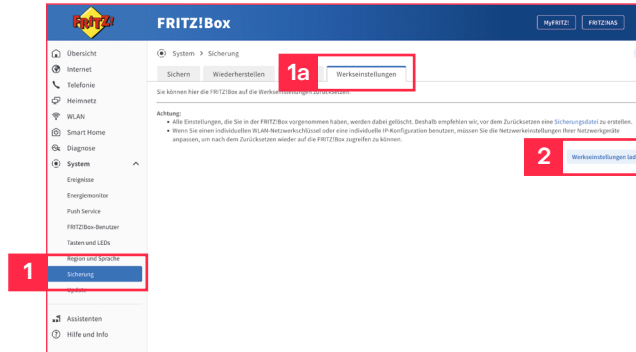 FRITZ!
FRITZ!Box
MyFRITZ!
FRITZ!NAS
Übersicht
Internet
Telefonie
Heimnetz
WLAN
Smart Home
Diagnose
System
Ereignisse
Energiemonitor
Push Service
FRITZ!Box-Benutzer
Tasten und LEDs
Region und Sprache
1
Sicherung
Update
Assistenten
Hilfe und Info
System > Sicherung
Sichern
Wiederherstellen
1a
Werkseinstellungen
Sie können hier die FRITZ!Box auf die Werkseinstellungen zurücksetzen.
Achtung:
• Alle Einstellungen, die Sie in der FRITZ!Box vorgenommen haben, werden dabei gelöscht. Deshalb empfehlen wir, vor dem Zurücksetzen eine Sicherungsdatei zu erstellen.
• Wenn Sie einen individuellen WLAN-Netzwerkschlüssel oder eine individuelle IP-Konfiguration benutzen, müssen Sie die Netzwerkeinstellungen Ihrer Netzwerkgeräte
anpassen, um nach dem Zurücksetzen wieder auf die FRITZ!Box zugreifen zu können.
2
Werkseinstellungen lad